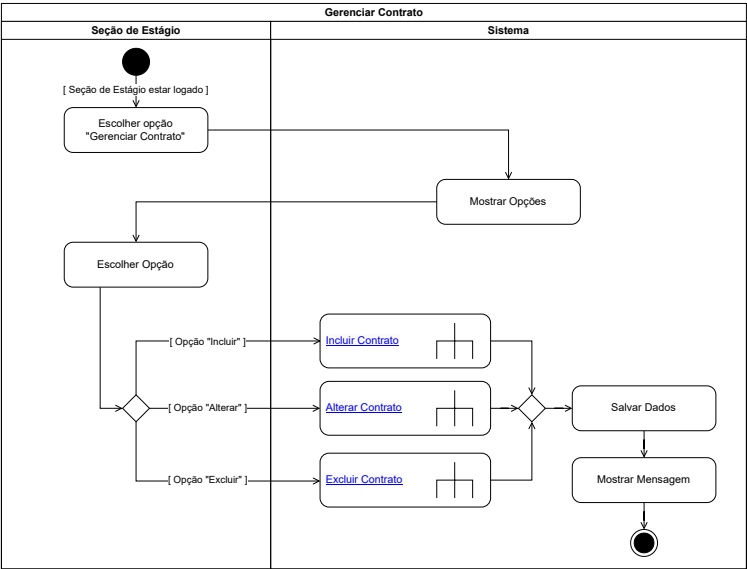 Gerenciar Contrato
Seção de Estágio
Sistema
[ Seção de Estágio estar logado ]
Escolher opção
"Gerenciar Contrato"
Mostrar Opções
Escolher Opção
[ Opção "Incluir" ]
Incluir Contrato
[ Opção "Alterar" ]
Alterar Contrato
Salvar Dados
[ Opção "Excluir" ]
Excluir Contrato
Mostrar Mensagem